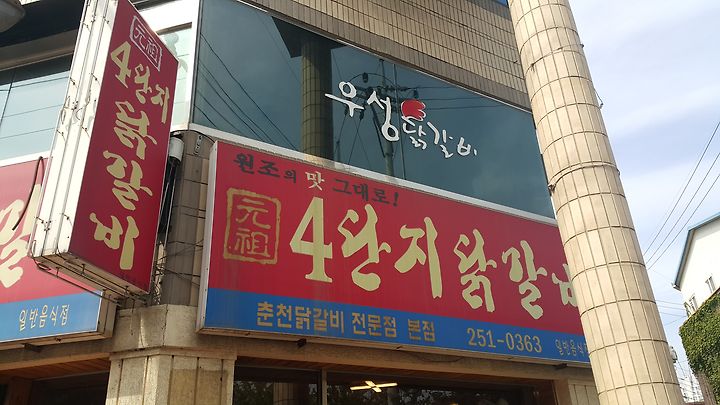 元祖
4단지 닭갈비
우성닭갈비
원조의 맛 그대로!
元祖
4단지 닭갈비
춘천닭갈비 전문점 본점 251-0363 일반음식점
일반음식점